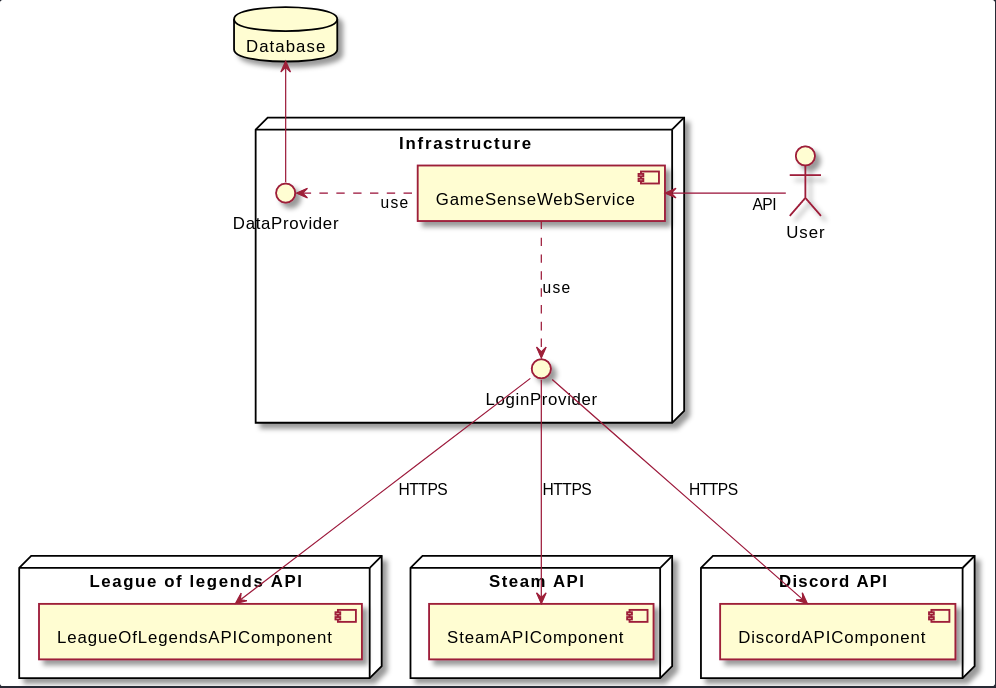 Database
Infrastructure
GameSenseWebService
use
DataProvider
API
User
use
LoginProvider
HTTPS
HTTPS
HTTPS
League of legends API
Steam API
Discord API
LeagueOfLegendsAPIComponent
SteamAPIComponent
DiscordAPIComponent